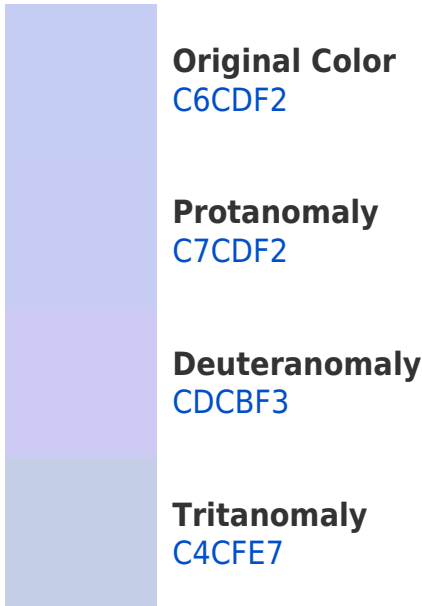 Original Color
C6CDF2
Protanomaly
C7CDF2
Deuteranomaly
CDCBF3
Tritanomaly
C4CFE7